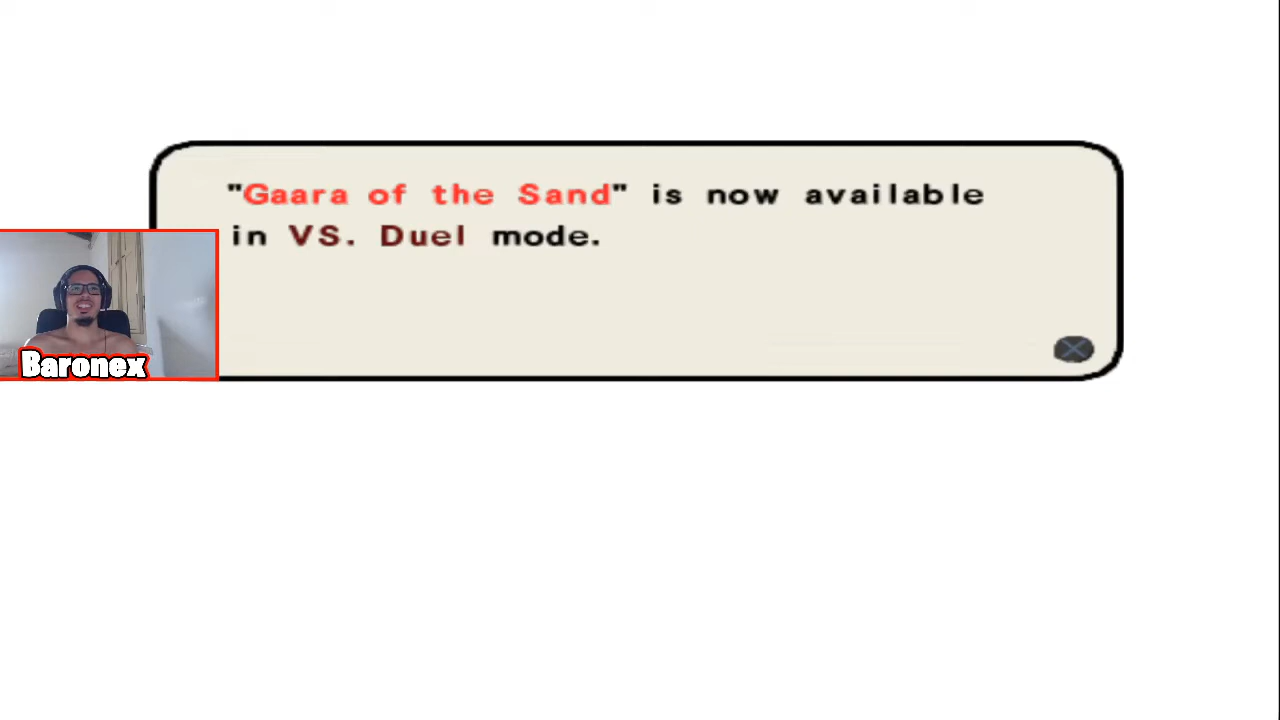 "Gaara of the Sand" is now available
in VS. Duel mode.
Baronex